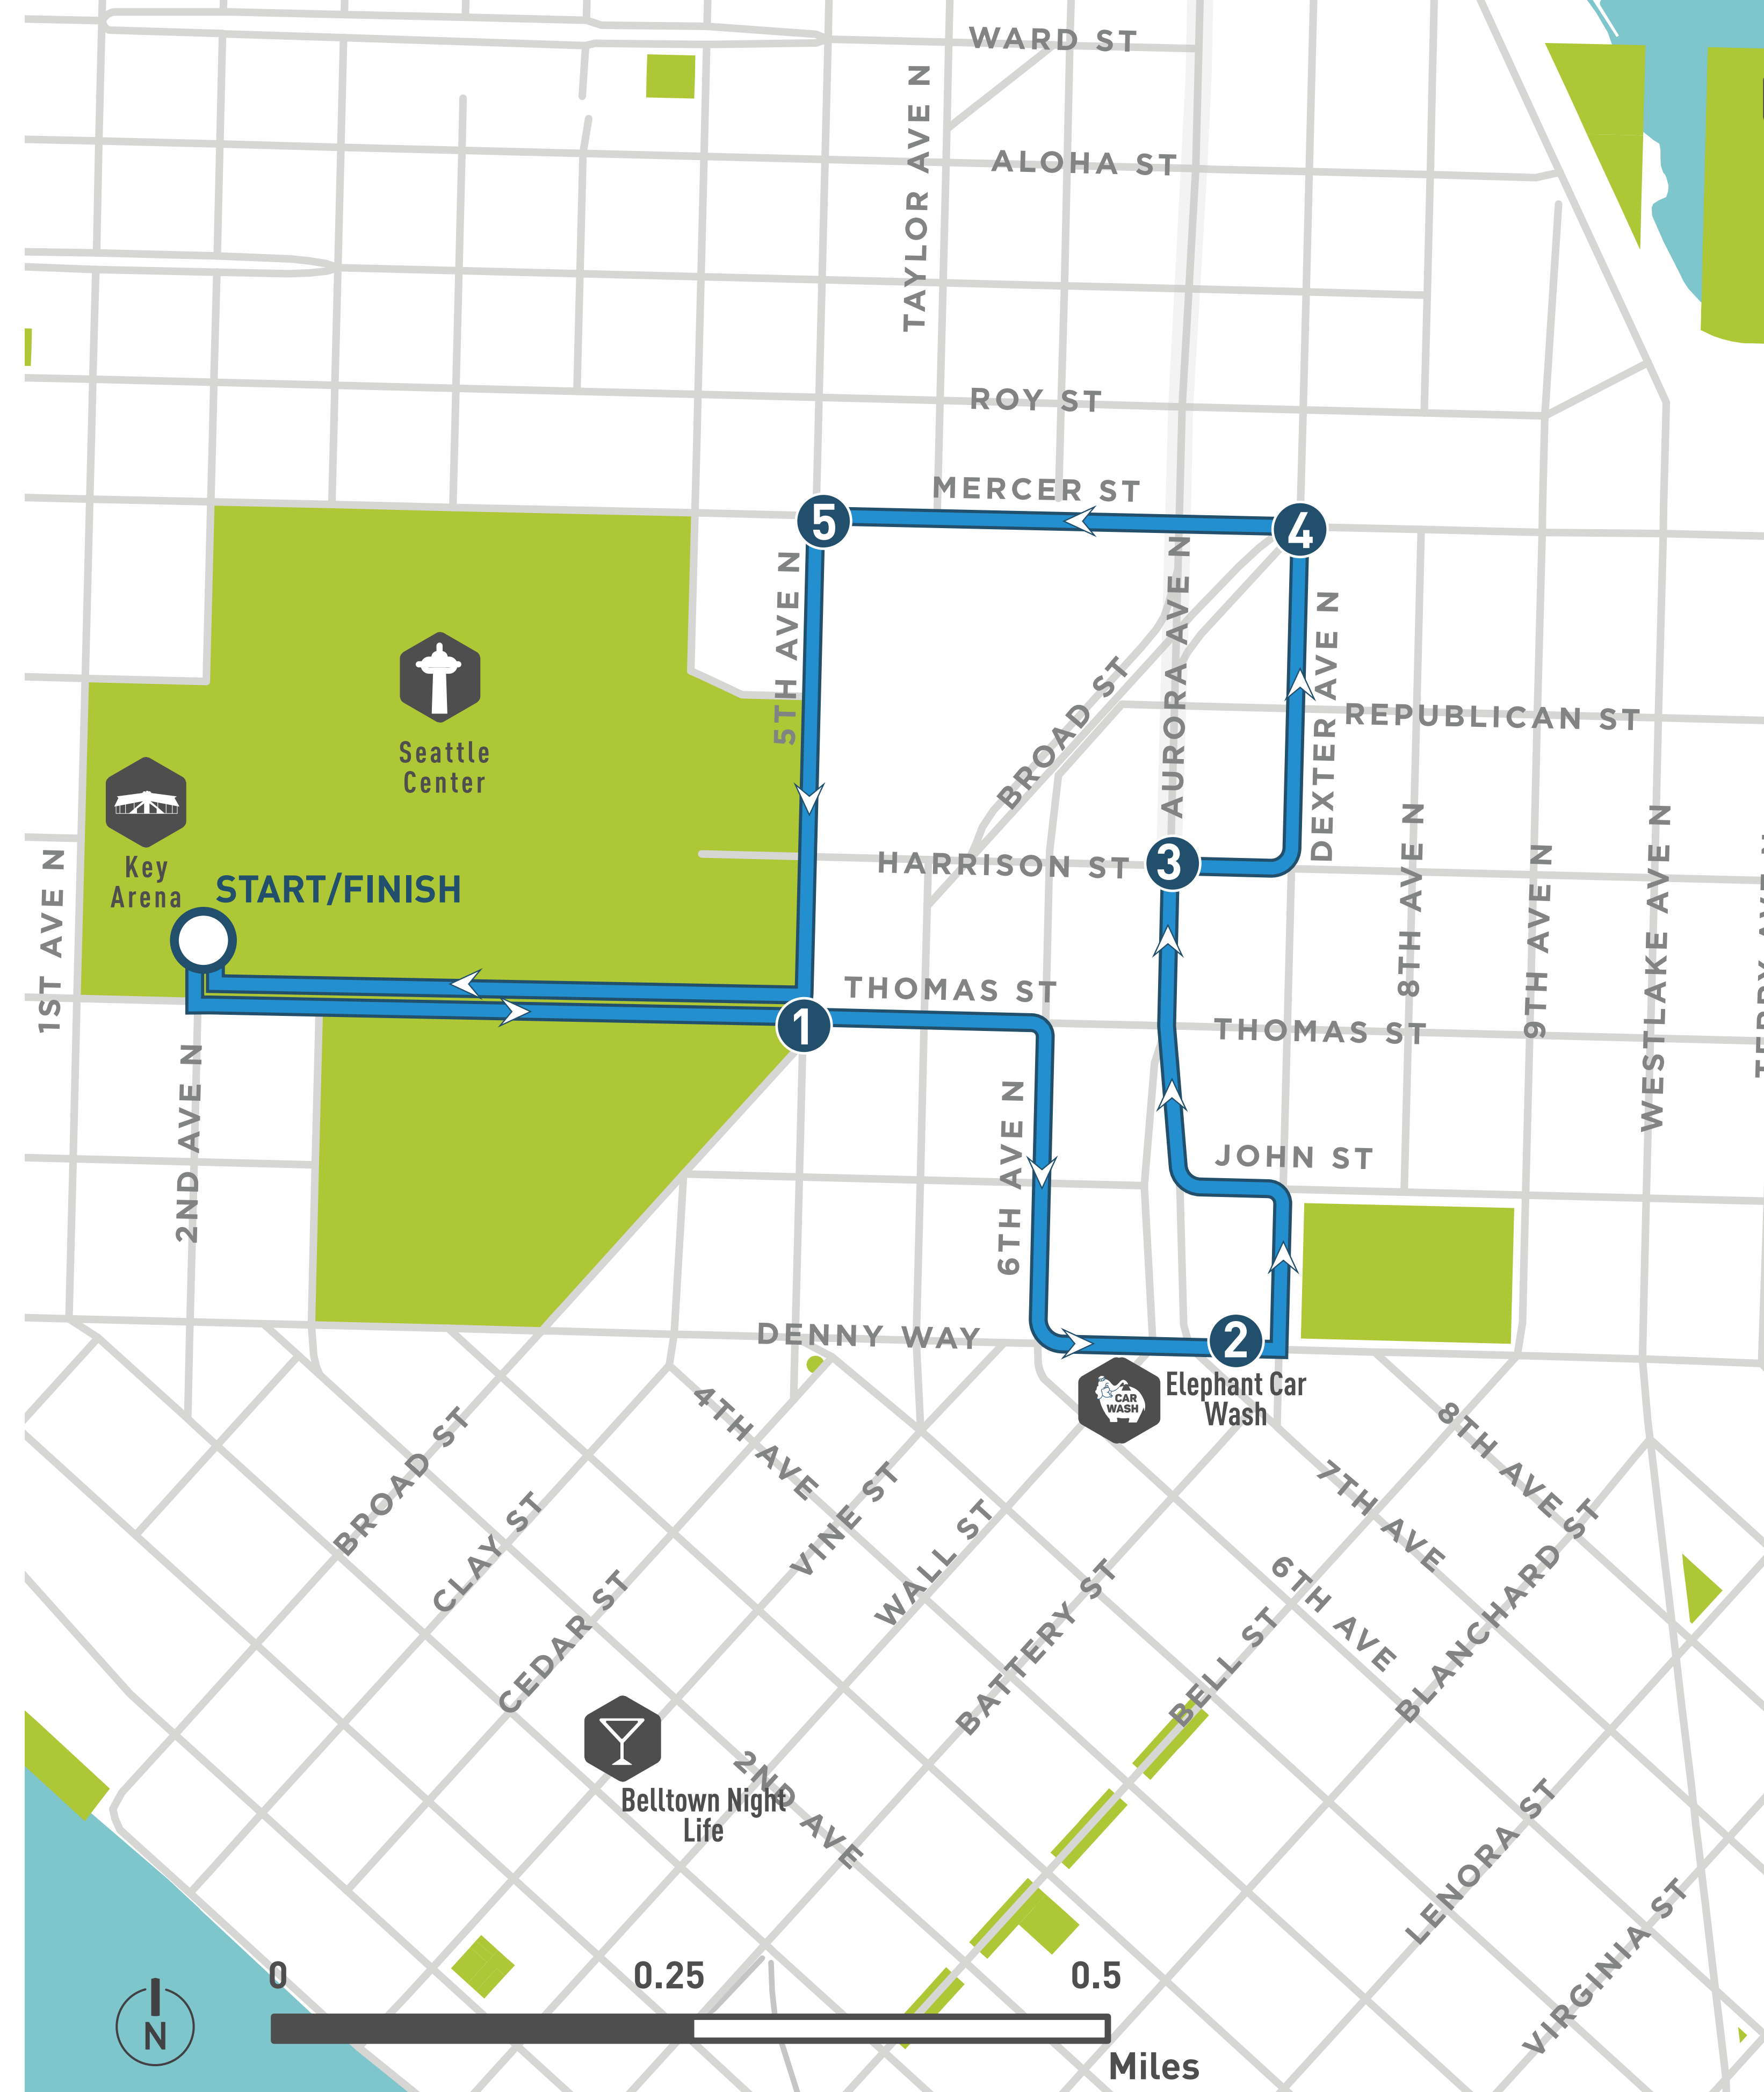 WARD ST
TAYLOR AVE N
ALOHA ST
ROY ST
MERCER ST
5
4
5TH AVE N
AURORA AVE N
DEXTER AVE N
BROAD ST
REPUBLICAN ST
Seattle
Center
Key
Arena
START/FINISH
1ST AVE N
HARRISON ST
3
8TH AVE N
9TH AVE N
WESTLAKE AVE N
THOMAS ST
1
THOMAS ST
2ND AVE N
6TH AVE N
JOHN ST
DENNY WAY
2
CAR
WASH
Elephant Car
Wash
4TH AVE
8TH AVE
7TH AVE
BROAD ST
CLAY ST
VINE ST
WALL ST
CEDAR ST
BATTERY ST
6TH AVE
BELL ST
BLANCHARD ST
2ND AVE
Belltown Night
Life
LENORA ST
VIRGINIA ST
0
0.25
0.5
N
Miles